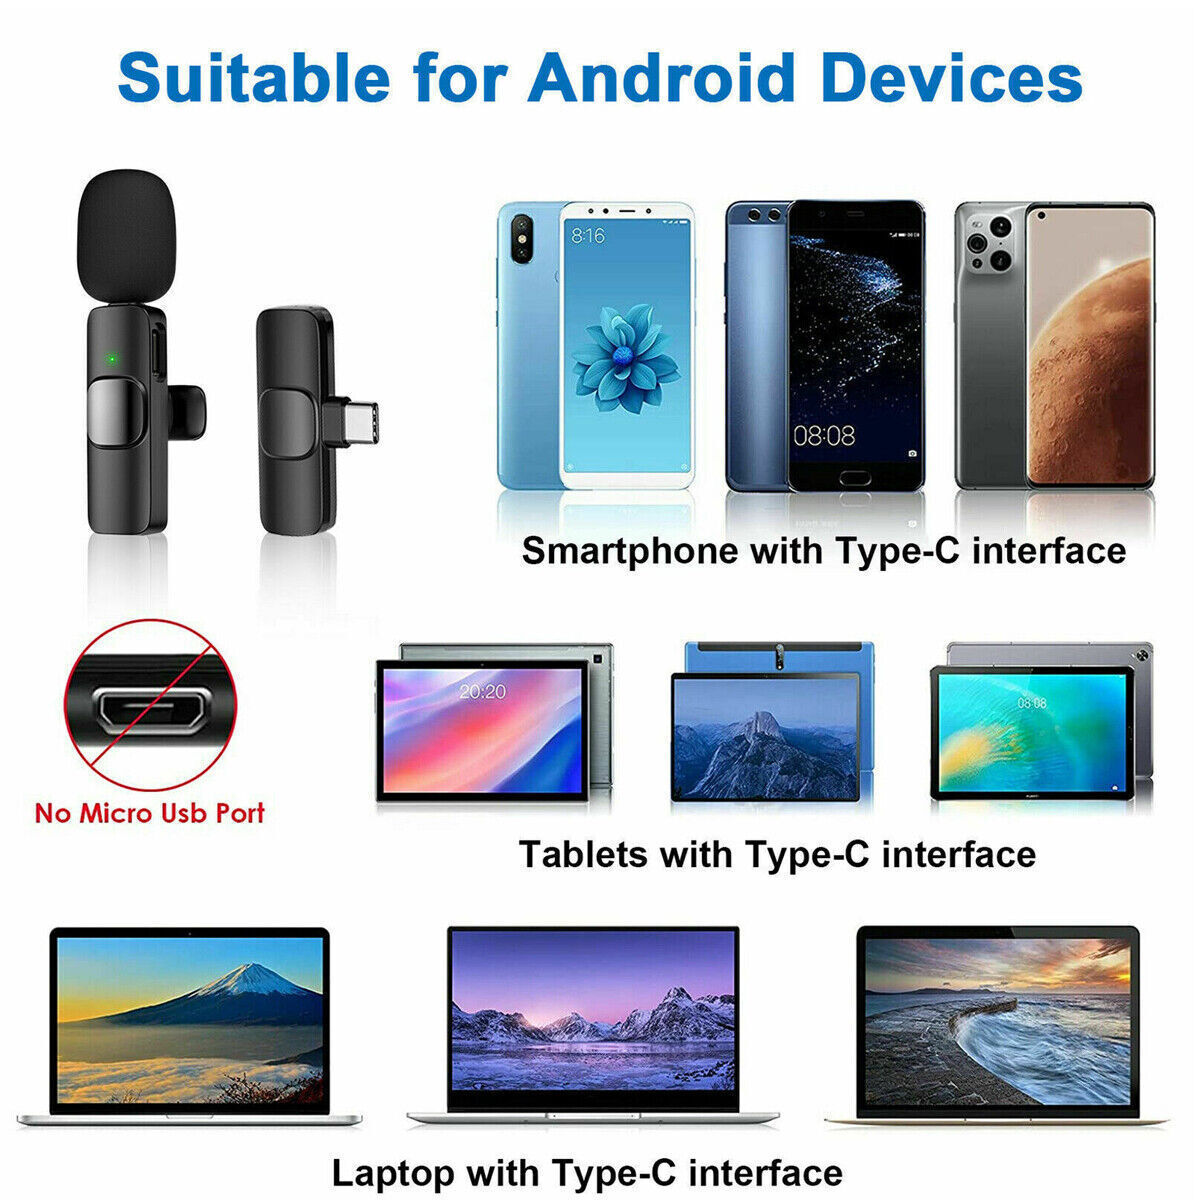 Suitable for Android Devices
8:16
08:08
Smartphone with Type-C interface
20:20
08:08
No Micro Usb Port
Tablets with Type-C interface
Laptop with Type-C interface